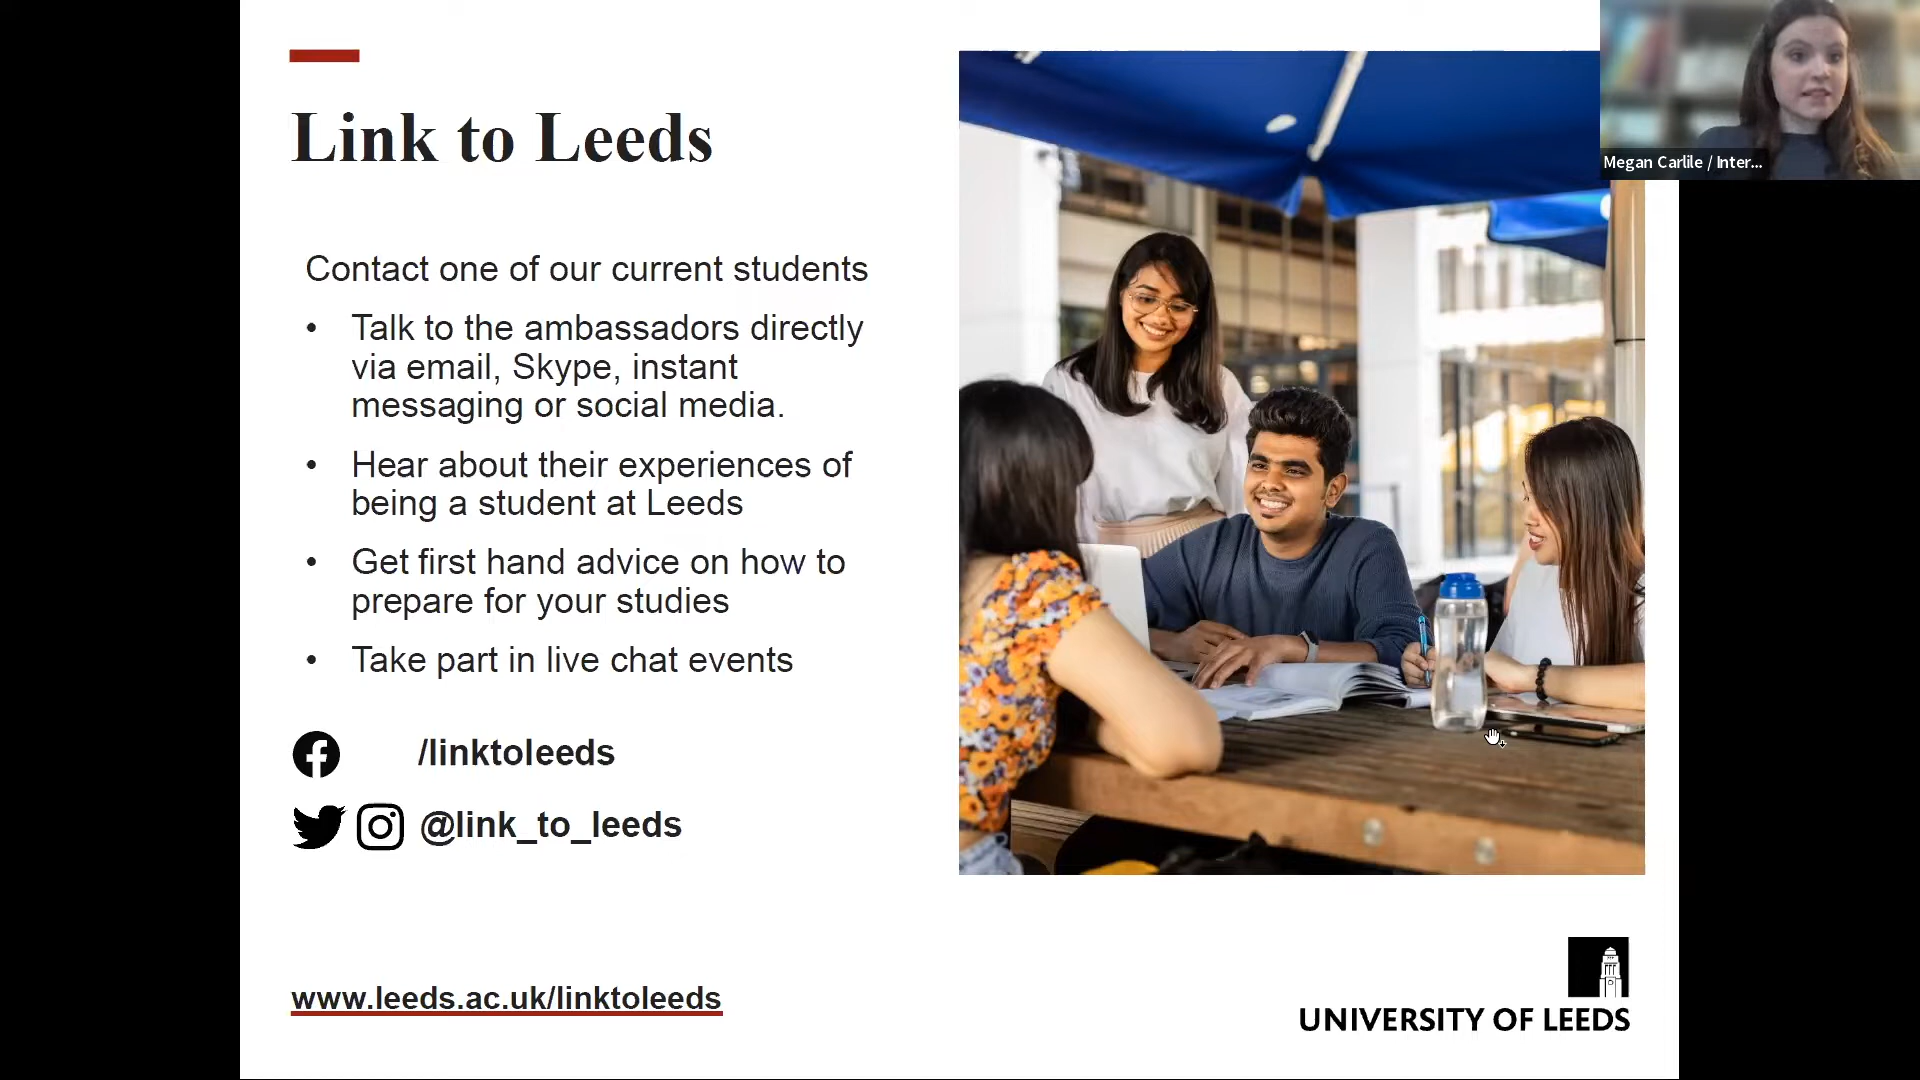 Link to Leeds
Contact one of our current students
• Talk to the ambassadors directly
via email, Skype, instant
messaging or social media.
• Hear about their experiences of
being a student at Leeds
• Get first hand advice on how to
prepare for your studies
• Take part in live chat events
/linktoleeds
@link_to_leeds
www.leeds.ac.uk/linktoleeds
UNIVERSITY OF LEEDS
Megan Carlile / Inter...